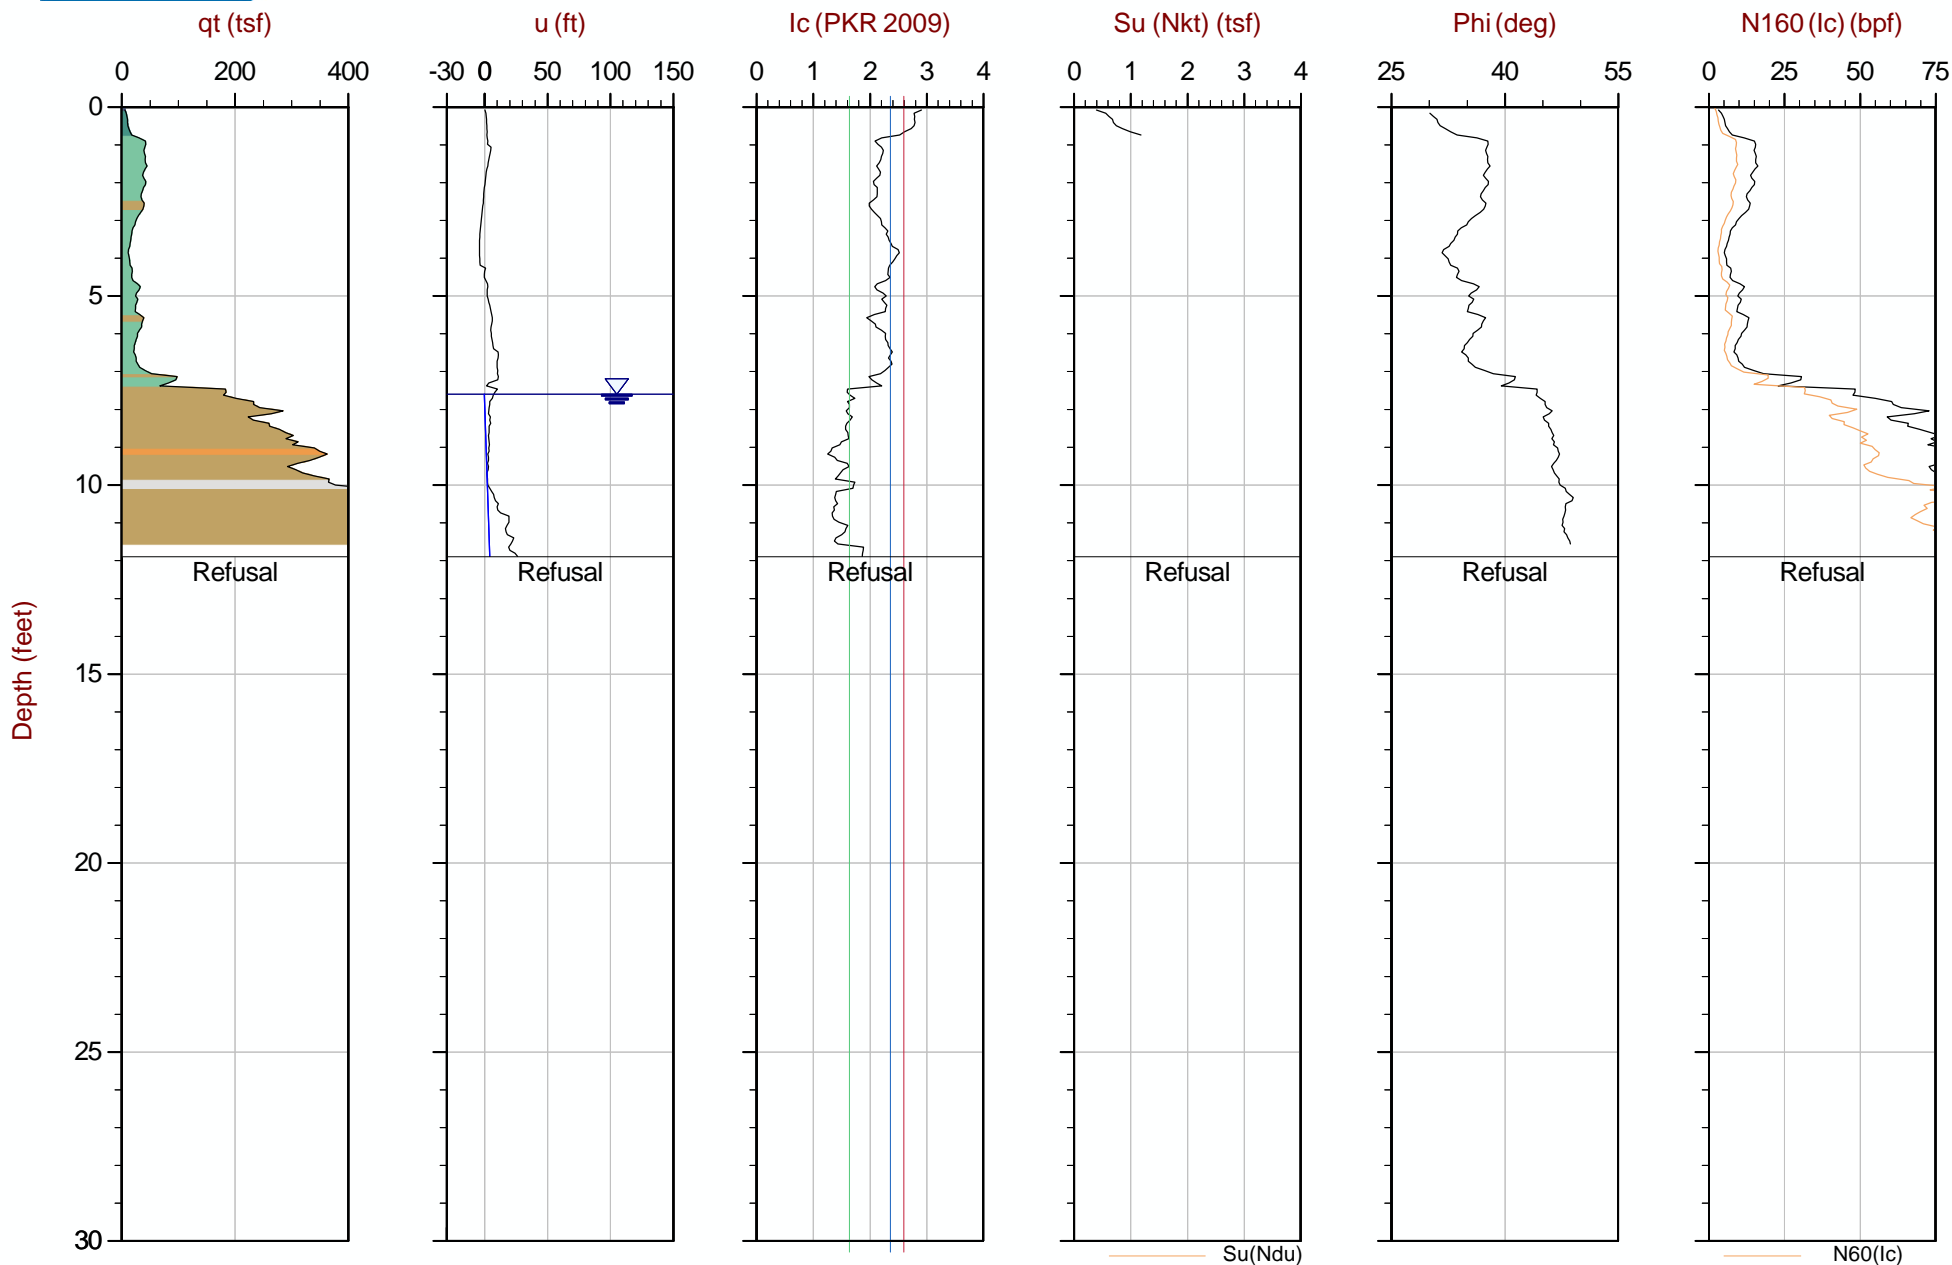 qt (tsf) u (ft) Ic (PKR 2009) Su (Nkt) (tsf) Phi (deg) N160 (Ic) (bpf)
0 200 400 -30 0 50 100 150 0 1 2 3 4 0 1 2 3 4 25 40 55 0 25 50 75
0
5
10
Refusal Refusal Refusal Refusal Refusal Refusal
Depth (feet)
15
20
25
30
Su(Ndu) N60(Ic)